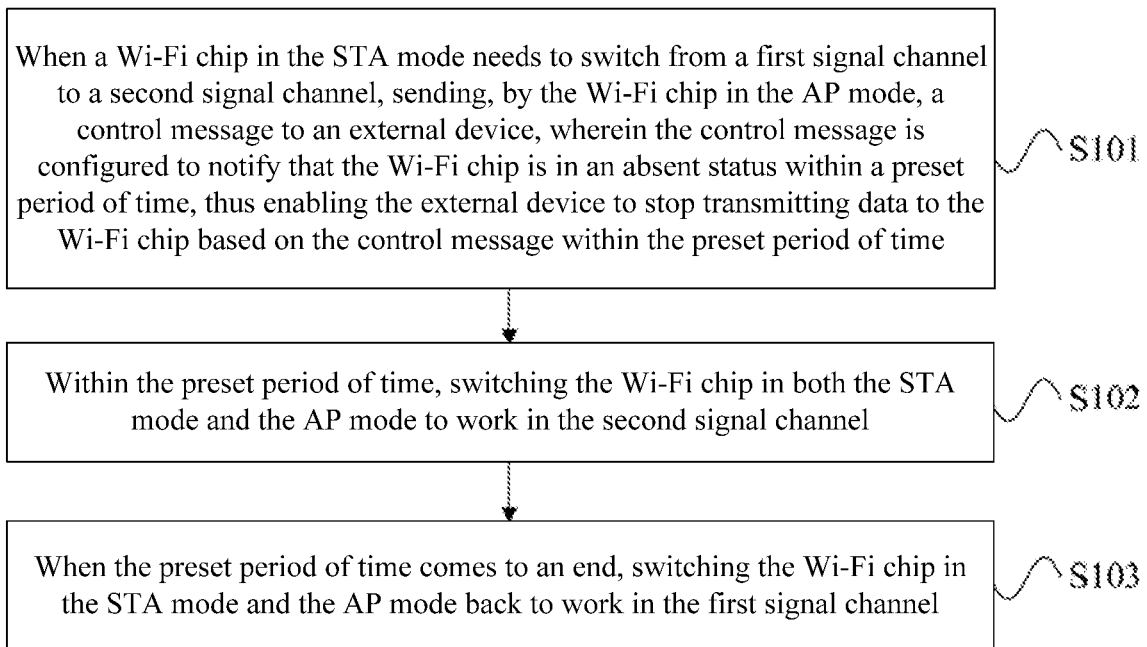 When a Wi-Fi chip in the STA mode needs to switch from a first signal channel
to a second signal channel, sending, by the Wi-Fi chip in the AP mode, a
control message to an external device, wherein the control message is
configured to notify that the Wi-Fi chip is in an absent status within a preset
period of time, thus enabling the external device to stop transmitting data to the
Wi-Fi chip based on the control message within the preset period of time
S101
Within the preset period of time, switching the Wi-Fi chip in both the STA
mode and the AP mode to work in the second signal channel
S102
When the preset period of time comes to an end, switching the Wi-Fi chip in
the STA mode and the AP mode back to work in the first signal channel
S103